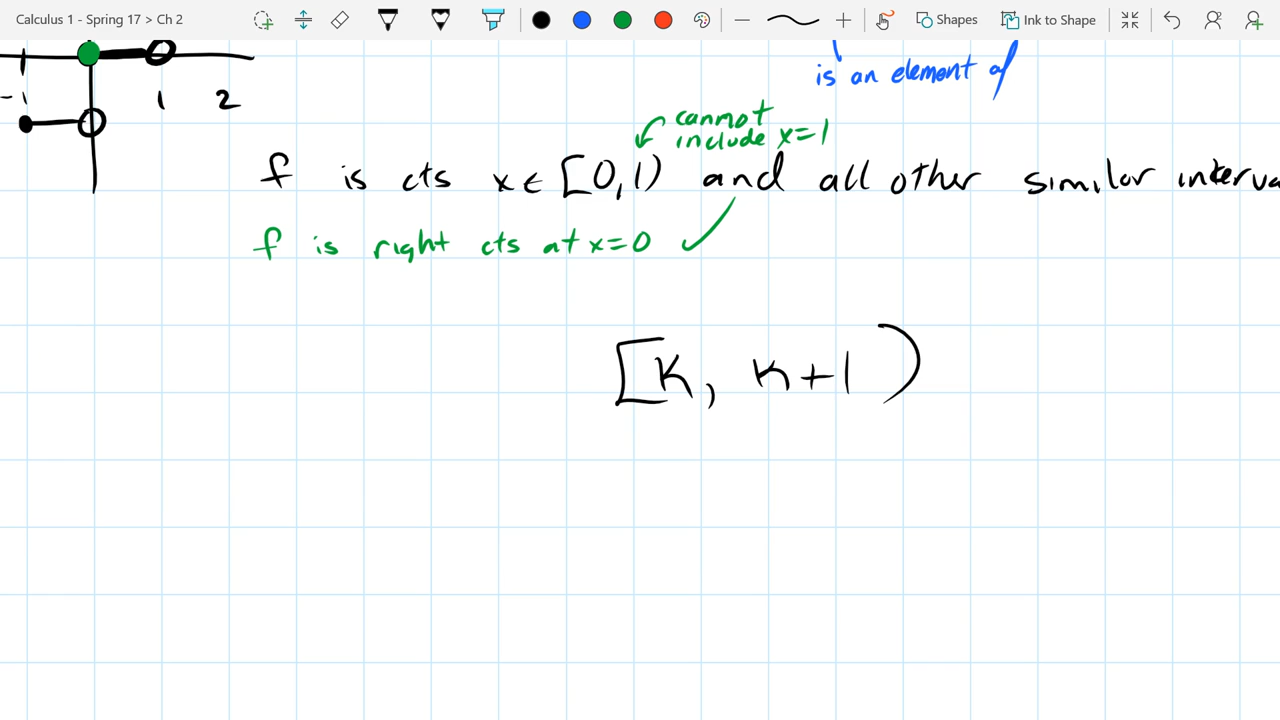 Calculus 1 - Spring 17 > Ch 2
Shapes
Ink to Shape
is an element of
-1 1 2
cannot
include x=1
f is cts x∈[0,1) and all other similar interva
f is right cts at x=0 ✓
[k, k+1)